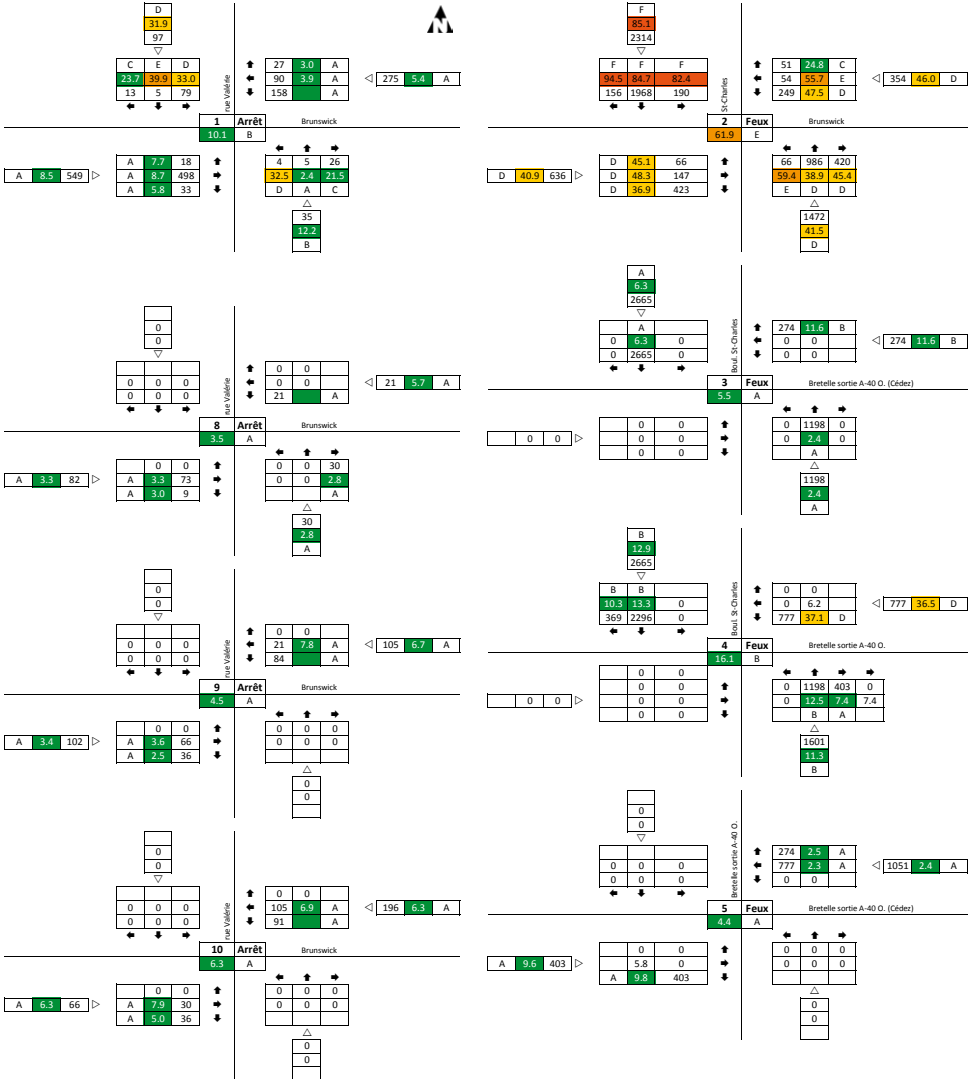 D
31.9
97
C E D
23.7 39.9 33.0
13 5 79
rue Valérie
27 3.0 A
90 3.9 A
158 A
275 5.4 A
1 Arrêt
Brunswick
10.1 B
A 8.5 549
A 7.7 18
A 8.7 498
A 5.8 33
4 5 26
32.5 2.4 21.5
D A C
35
12.2
B
N
F
85.1
2314
F F F
94.5 84.7 82.4
156 1968 190
St-Charles
51 24.8 C
54 55.7 E
249 47.5 D
354 46.0 D
2 Feux
Brunswick
61.9 E
D 40.9 636
D 45.1 66
D 48.3 147
D 36.9 423
66 986 420
59.4 38.9 45.4
E D D
1472
41.5
D
0
0
0 0 0
0 0 0
rue Valérie
0 0
0 0
21 A
21 5.7 A
8 Arrêt
Brunswick
3.5 A
A 3.3 82
0 0
A 3.3 73
A 3.0 9
0 0 30
0 0 2.8
A
30
2.8
A
A
6.3
2665
A
0 6.3 0
0 2665 0
Boul. St-Charles
274 11.6 B
0 0
0 0
274 11.6 B
3 Feux
Bretelle sortie A-40 O. (Cédez)
5.5 A
0 0
0 0
0 0
0 0
0 1198 0
0 2.4 0
A
1198
2.4
A
0
0
0 0 0
0 0 0
rue Valérie
0 0
21 7.8 A
84 A
105 6.7 A
9 Arrêt
Brunswick
4.5 A
A 3.4 102
0 0
A 3.6 66
A 2.5 36
0 0 0
0 0 0
0
0
B
12.9
2665
B B
10.3 13.3 0
369 2296 0
Boul. St-Charles
0 0
0 6.2
777 37.1 D
777 36.5 D
4 Feux
Bretelle sortie A-40 O.
16.1 B
0 0
0 0
0 0
0 0
0 0
0 1198 403 0
0 12.5 7.4 7.4
B A
1601
11.3
B
0
0
0 0 0
0 0 0
rue Valérie
0 0
105 6.9 A
91 A
196 6.3 A
10 Arrêt
Brunswick
6.3 A
A 6.3 66
0 0
A 7.9 30
A 5.0 36
0 0 0
0 0 0
0
0
0
0
0 0 0
0 0 0
Bretelle sortie A-40 O.
274 2.5 A
777 2.3 A
0 0
1051 2.4 A
5 Feux
Bretelle sortie A-40 O. (Cédez)
4.4 A
A 9.6 403
0 0
5.8 0
A 9.8 403
0 0 0
0 0 0
0
0